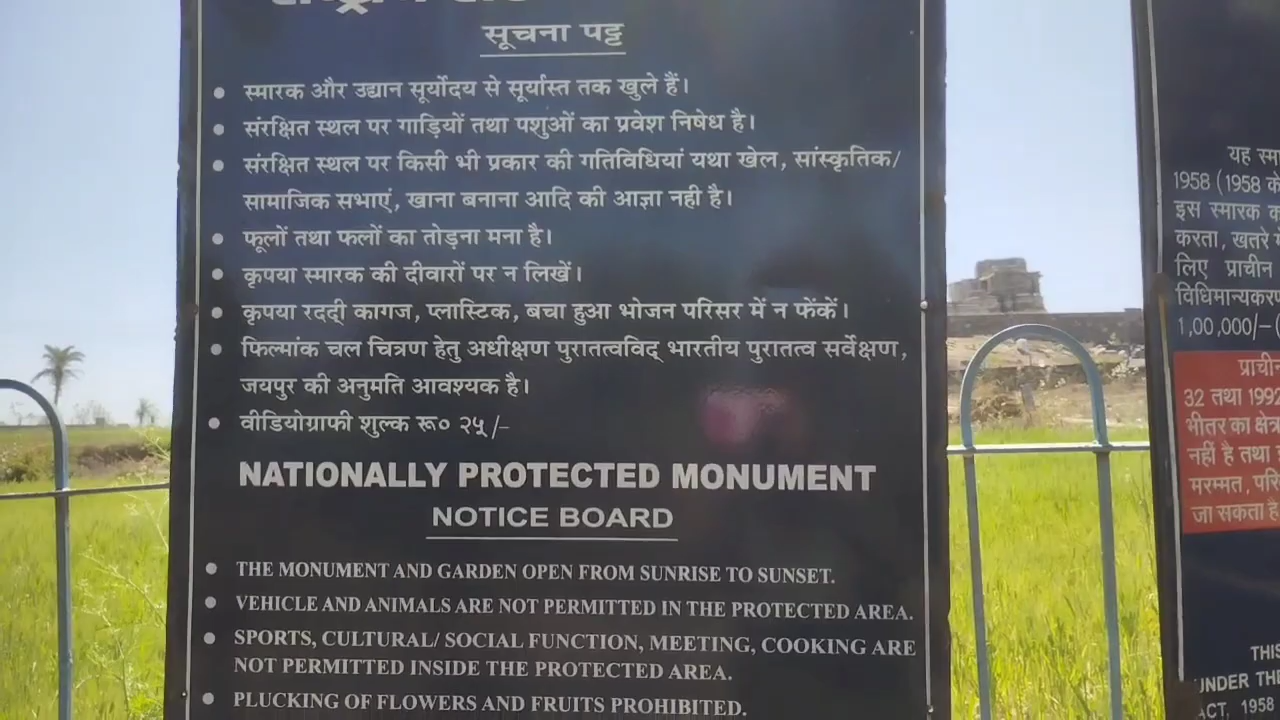 सूचना पट्ट
• स्मारक और उद्यान सूर्योदय से सूर्यास्त तक खुले हैं।
• संरक्षित स्थल पर गाड़ियों तथा पशुओं का प्रवेश निषेध है।
• संरक्षित स्थल पर किसी भी प्रकार की गतिविधियां यथा खेल, सांस्कृतिक/
सामाजिक सभाएं, खाना बनाना आदि की आज्ञा नही है।
• फूलों तथा फलों का तोड़ना मना है।
• कृपया स्मारक की दीवारों पर न लिखें।
• कृपया रददी् कागज, प्लास्टिक, बचा हुआ भोजन परिसर में न फेंकें।
• फिल्मांक चल चित्रण हेतु अधीक्षण पुरातत्वविद् भारतीय पुरातत्व सर्वेक्षण,
जयपुर की अनुमति आवश्यक है।
• वीडियोग्राफी शुल्क रू० २५/-
NATIONALLY PROTECTED MONUMENT
NOTICE BOARD
• THE MONUMENT AND GARDEN OPEN FROM SUNRISE TO SUNSET.
• VEHICLE AND ANIMALS ARE NOT PERMITTED IN THE PROTECTED AREA.
• SPORTS, CULTURAL/ SOCIAL FUNCTION, MEETING, COOKING ARE
NOT PERMITTED INSIDE THE PROTECTED AREA.
• PLUCKING OF FLOWERS AND FRUITS PROHIBITED.
यह
1958 (1958
इस स्मारक
करता, खतरे
लिए प्राचीन
1,00,000/-
32 तथा 1992
भीतर का
नहीं है तथा
मरम्मत,
जा सकता
UNDER
ACT, 1958